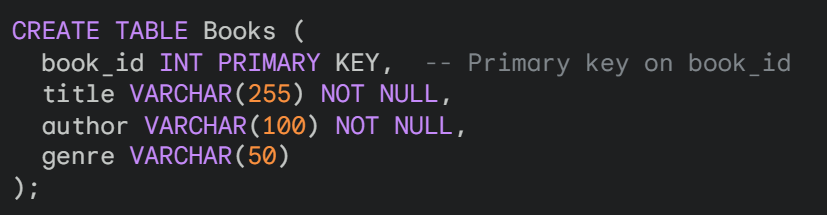 CREATE TABLE Books (
  book_id INT PRIMARY KEY,  -- Primary key on book_id
  title VARCHAR(255) NOT NULL,
  author VARCHAR(100) NOT NULL,
  genre VARCHAR(50)
);